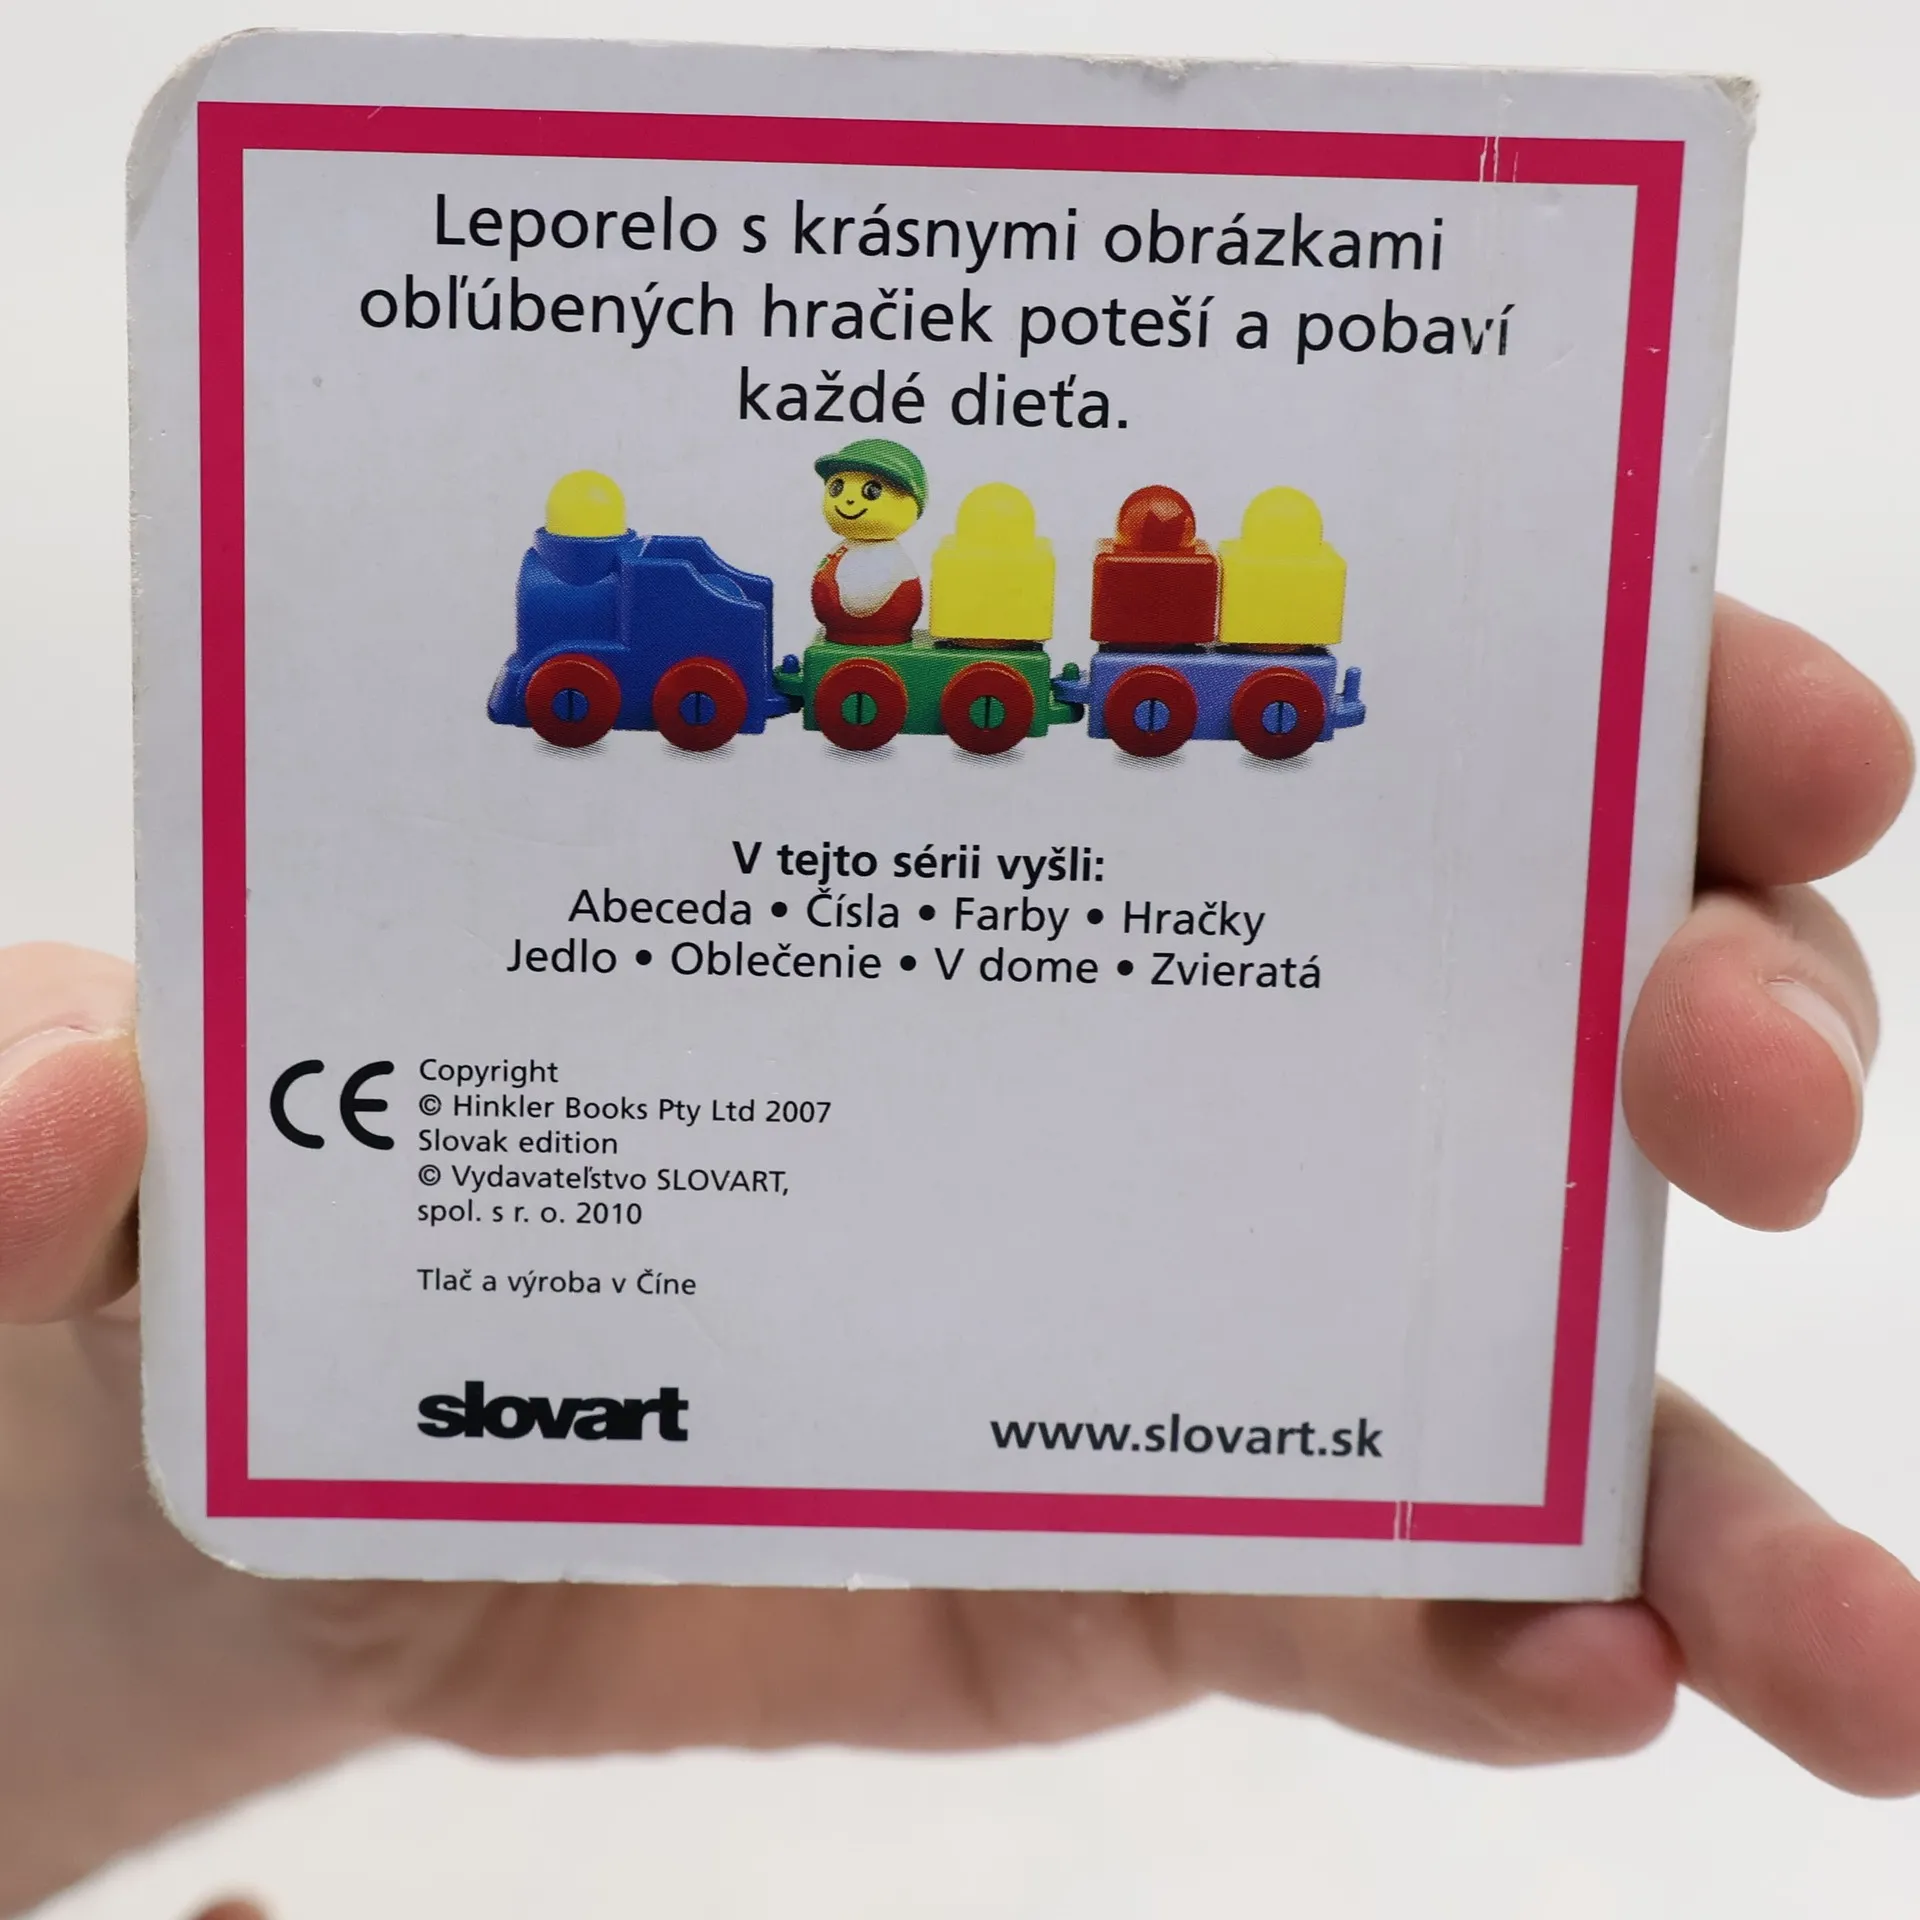 Leporelo s krásnymi obrázkami
obľúbených hračiek poteší a pobaví
každé dieťa.
V tejto sérii vyšli:
Abeceda • Čísla • Farby • Hračky
Jedlo • Oblečenie • V dome • Zvieratá
CE
Copyright
© Hinkler Books Pty Ltd 2007
Slovak edition
© Vydavateľstvo SLOVART,
spol. s r. o. 2010
Tlač a výroba v Číne
slovart
www.slovart.sk